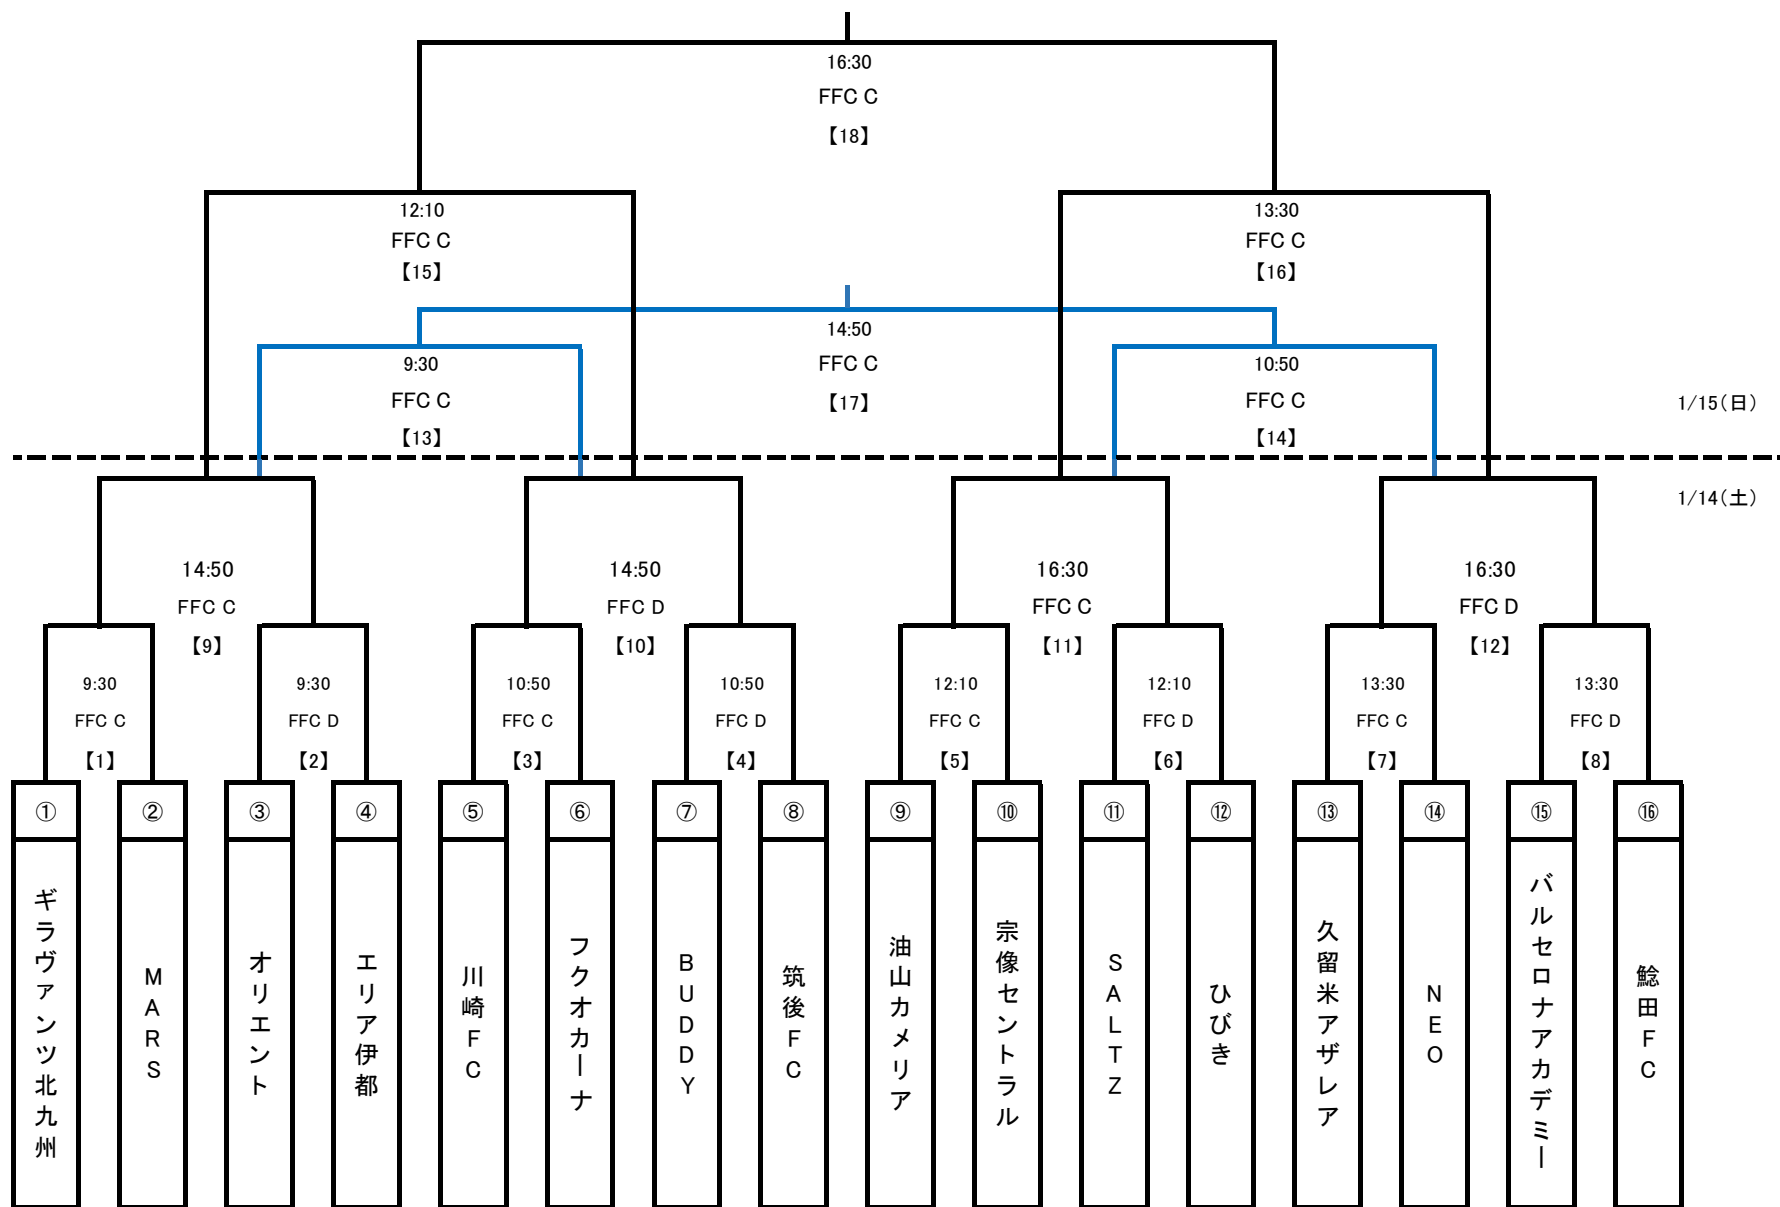 16:30
FFC C
【18】
12:10
FFC C
【15】
13:30
FFC C
【16】
14:50
FFC C
【17】
9:30
FFC C
【13】
10:50
FFC C
【14】
1/15(日)
1/14(土)
14:50
FFC C
【9】
14:50
FFC D
【10】
16:30
FFC C
【11】
16:30
FFC D
【12】
9:30
FFC C
【1】
9:30
FFC D
【2】
10:50
FFC C
【3】
10:50
FFC D
【4】
12:10
FFC C
【5】
12:10
FFC D
【6】
13:30
FFC C
【7】
13:30
FFC D
【8】
①
ギラヴァンツ北九州
②
MARS
③
オリエント
④
エリア伊都
⑤
川崎FC
⑥
フクオカーナ
⑦
BUDDY
⑧
筑後FC
⑨
油山カメリア
⑩
宗像セントラル
⑪
SALTZ
⑫
ひびき
⑬
久留米アザレア
⑭
NEO
⑮
バルセロナアカデミー
⑯
鯰田FC